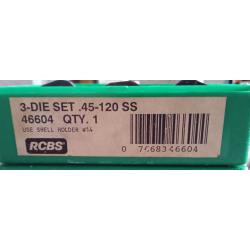 3-DIE SET .45-120 SS
46604 QTY. 1
USE SHELL HOLDER #14
RCBS
0 76683 46604